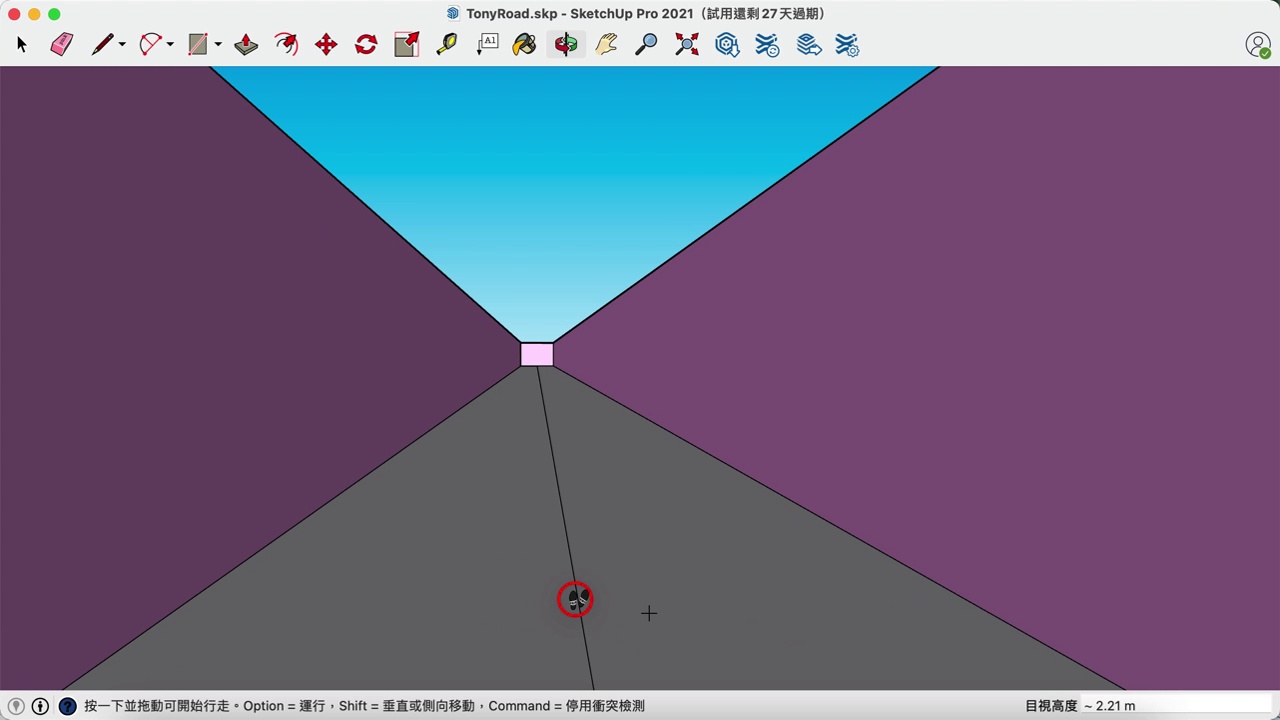 TonyRoad.skp - SketchUp Pro 2021（試用還剩 27 天過期）
A1
按一下並拖動可開始行走。Option = 運行，Shift = 垂直或側向移動，Command = 停用衝突檢測
目視高度 ~ 2.21 m